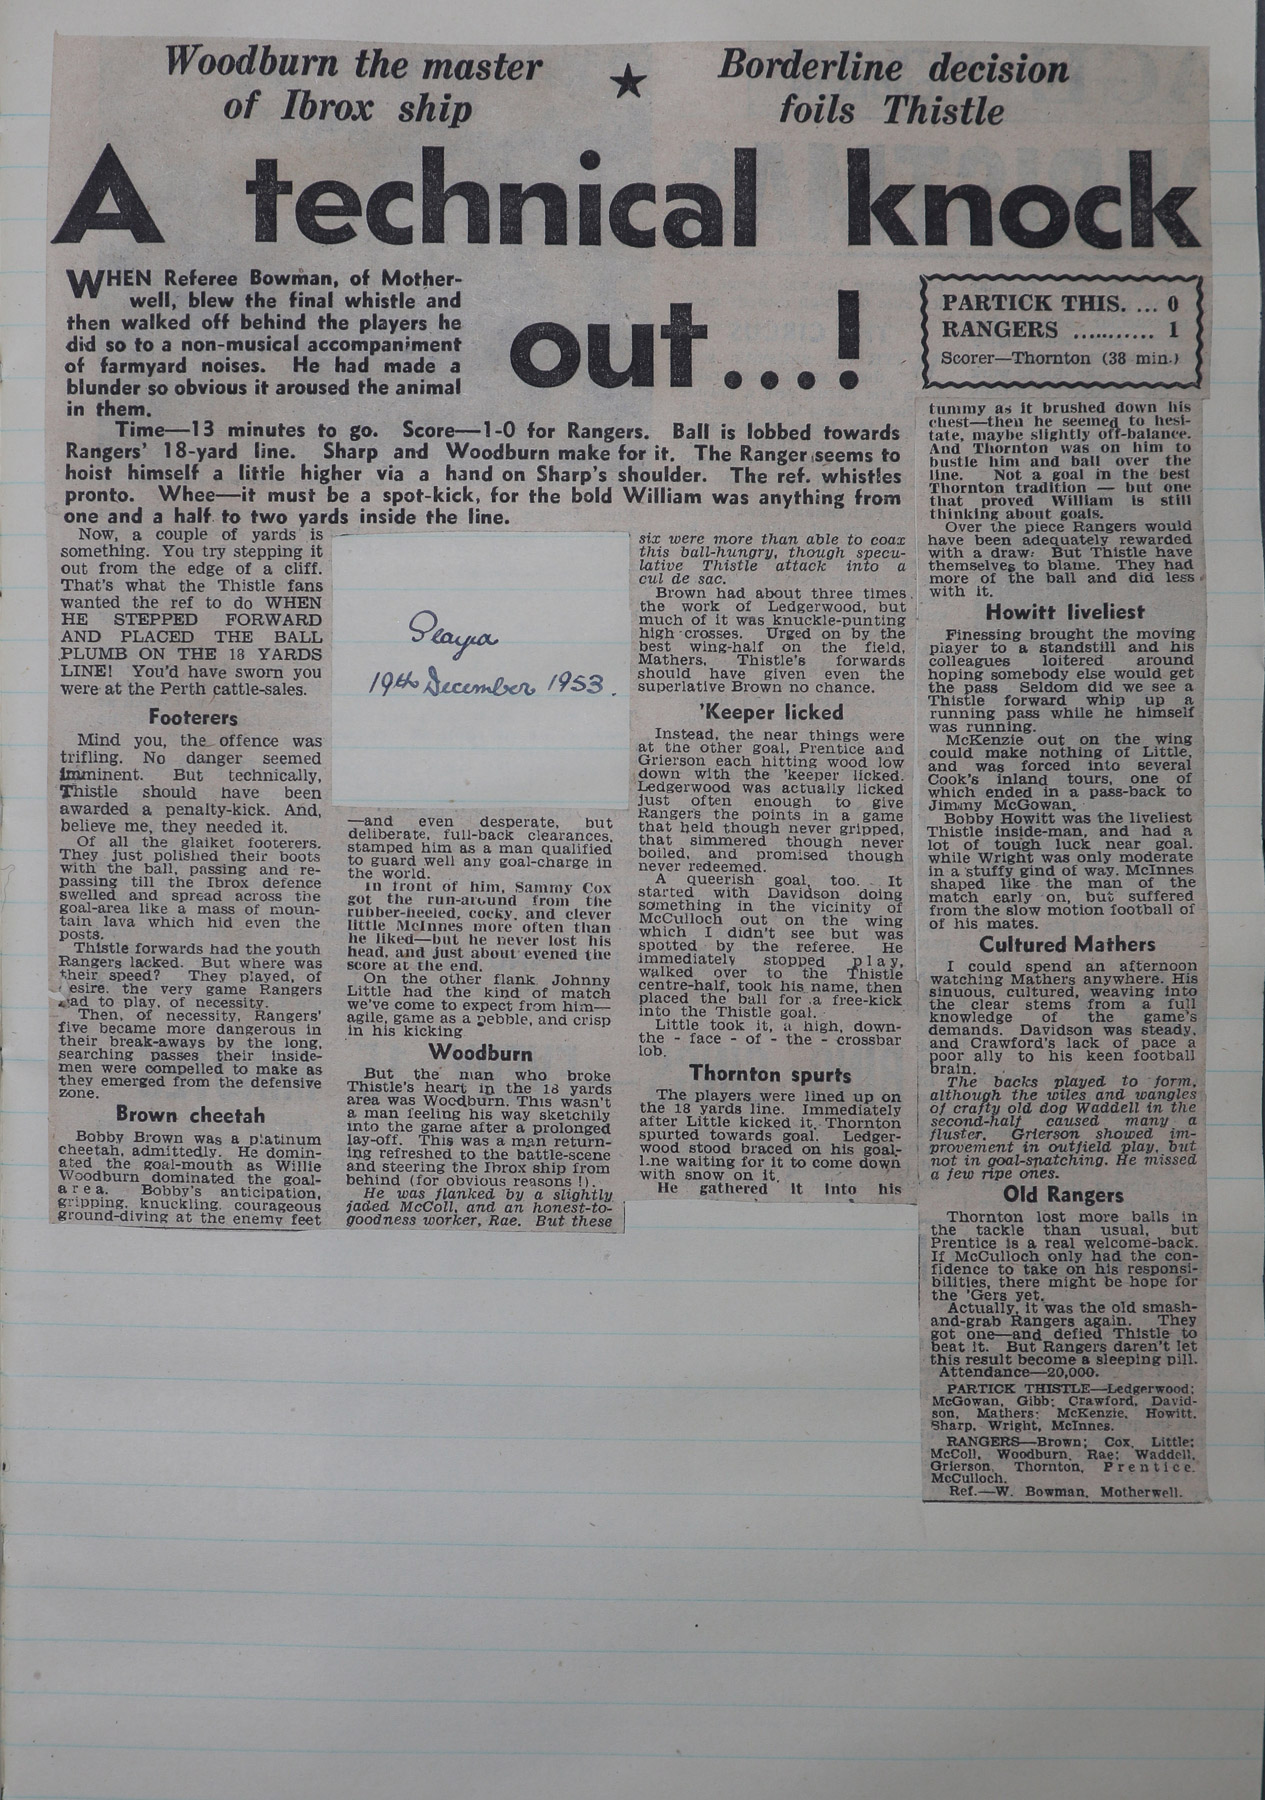 Woodburn the master
of Ibrox ship
★
Borderline decision
foils Thistle
A technical knock
out....!
WHEN Referee Bowman, of Mother-
well, blew the final whistle and
then walked off behind the players he
did so to a non-musical accompaniment
of farmyard noises. He had made a
blunder so obvious it aroused the animal
in them.
Time—13 minutes to go. Score—1-0 for Rangers. Ball is lobbed towards
Rangers' 18-yard line. Sharp and Woodburn make for it. The Ranger seems to
hoist himself a little higher via a hand on Sharp's shoulder. The ref. whistles
pronto. Whee—it must be a spot-kick, for the bold William was anything from
one and a half to two yards inside the line.
PARTICK THIS. ... 0
RANGERS ........... 1
Scorer—Thornton (38 min.)
Now, a couple of yards is
something. You try stepping it
out from the edge of a cliff.
That's what the Thistle fans
wanted the ref to do WHEN
HE STEPPED FORWARD
AND PLACED THE BALL
PLUMB ON THE 18 YARDS
LINE! You'd have sworn you
were at the Perth cattle-sales.
Footerers
Mind you, the offence was
trifling. No danger seemed
imminent. But technically,
Thistle should have been
awarded a penalty-kick. And,
believe me, they needed it.
Of all the glaiket footerers.
They just polished their boots
with the ball, passing and re-
passing till the Ibrox defence
swelled and spread across the
goal-area like a mass of moun-
tain lava which hid even the
posts.
Thistle forwards had the youth
Rangers lacked. But where was
their speed? They played, of
esire. the very game Rangers
had to play, of necessity.
Then, of necessity, Rangers'
five became more dangerous in
their break-aways by the long,
searching passes their inside-
men were compelled to make as
they emerged from the defensive
zone.
Brown cheetah
Bobby Brown was a platinum
cheetah, admittedly. He domin-
ated the goal-mouth as Willie
Woodburn dominated the goal-
area. Bobby's anticipation,
gripping, knuckling, courageous
ground-diving at the enemy feet
Played
19th December 1953.
—and even desperate, but
deliberate, full-back clearances,
stamped him as a man qualified
to guard well any goal-charge in
the world.
In front of him, Sammy Cox
got the run-around from the
rubber-heeled, cocky, and clever
little McInnes more often than
he liked—but he never lost his
head, and just about evened the
score at the end.
On the other flank Johnny
Little had the kind of match
we've come to expect from him—
agile, game as a pebble, and crisp
in his kicking
Woodburn
But the man who broke
Thistle's heart in the 18 yards
area was Woodburn. This wasn't
a man feeling his way sketchily
into the game after a prolonged
lay-off. This was a man return-
ing refreshed to the battle-scene
and steering the Ibrox ship from
behind (for obvious reasons!).
He was flanked by a slightly
jaded McColl, and an honest-to-
goodness worker, Rae. But these
six were more than able to coax
this ball-hungry, though specu-
lative Thistle attack into a
cul de sac.
Brown had about three times
the work of Ledgerwood, but
much of it was knuckle-punting
high crosses. Urged on by the
best wing-half on the field,
Mathers, Thistle's forwards
should have given even the
superlative Brown no chance.
'Keeper licked
Instead, the near things were
at the other goal, Prentice and
Grierson each hitting wood low
down with the 'keeper licked.
Ledgerwood was actually licked
just often enough to give
Rangers the points in a game
that held though never gripped,
that simmered though never
boiled, and promised though
never redeemed.
A queerish goal, too. It
started with Davidson doing
something in the vicinity of
McCulloch out on the wing
which I didn't see but was
spotted by the referee. He
immediately stopped play,
walked over to the Thistle
centre-half, took his name, then
placed the ball for a free-kick
into the Thistle goal.
Little took it, a high, down-
the - face - of - the - crossbar
lob.
Thornton spurts
The players were lined up on
the 18 yards line. Immediately
after Little kicked it, Thornton
spurted towards goal. Ledger-
wood stood braced on his goal-
line waiting for it to come down
with snow on it.
He gathered it into his
tummy as it brushed down his
chest—then he seemed to hesi-
tate, maybe slightly off-balance.
And Thornton was on him to
bustle him and ball over the
line. Not a goal in the best
Thornton tradition — but one
that proved William is still
thinking about goals.
Over the piece Rangers would
have been adequately rewarded
with a draw. But Thistle have
themselves to blame. They had
more of the ball and did less
with it.
Howitt liveliest
Finessing brought the moving
player to a standstill and his
colleagues loitered around
hoping somebody else would get
the pass Seldom did we see a
Thistle forward whip up a
running pass while he himself
was running.
McKenzie out on the wing
could make nothing of Little,
and was forced into several
Cook's inland tours, one of
which ended in a pass-back to
Jimmy McGowan.
Bobby Howitt was the liveliest
Thistle inside-man, and had a
lot of tough luck near goal.
while Wright was only moderate
in a stuffy gind of way. McInnes
shaped like the man of the
match early on, but suffered
from the slow motion football of
of his mates.
Cultured Mathers
I could spend an afternoon
watching Mathers anywhere. His
sinuous, cultured, weaving into
the clear stems from a full
knowledge of the game's
demands. Davidson was steady,
and Crawford's lack of pace a
poor ally to his keen football
brain.
The backs played to form,
although the wiles and wangles
of crafty old dog Waddell in the
second-half caused many a
fluster. Grierson showed im-
provement in outfield play, but
not in goal-snatching. He missed
a few ripe ones.
Old Rangers
Thornton lost more balls in
the tackle than usual, but
Prentice is a real welcome-back.
If McCulloch only had the con-
fidence to take on his responsi-
bilities, there might be hope for
the 'Gers yet.
Actually, it was the old smash-
and-grab Rangers again. They
got one—and defied Thistle to
beat it. But Rangers daren't let
this result become a sleeping pill.
Attendance—20,000.
PARTICK THISTLE—Ledgerwood;
McGowan, Gibb; Crawford, David-
son, Mathers; McKenzie, Howitt,
Sharp, Wright, McInnes.
RANGERS—Brown; Cox, Little;
McColl, Woodburn, Rae; Waddell,
Grierson, Thornton, Prentice,
McCulloch.
Ref.—W. Bowman, Motherwell.